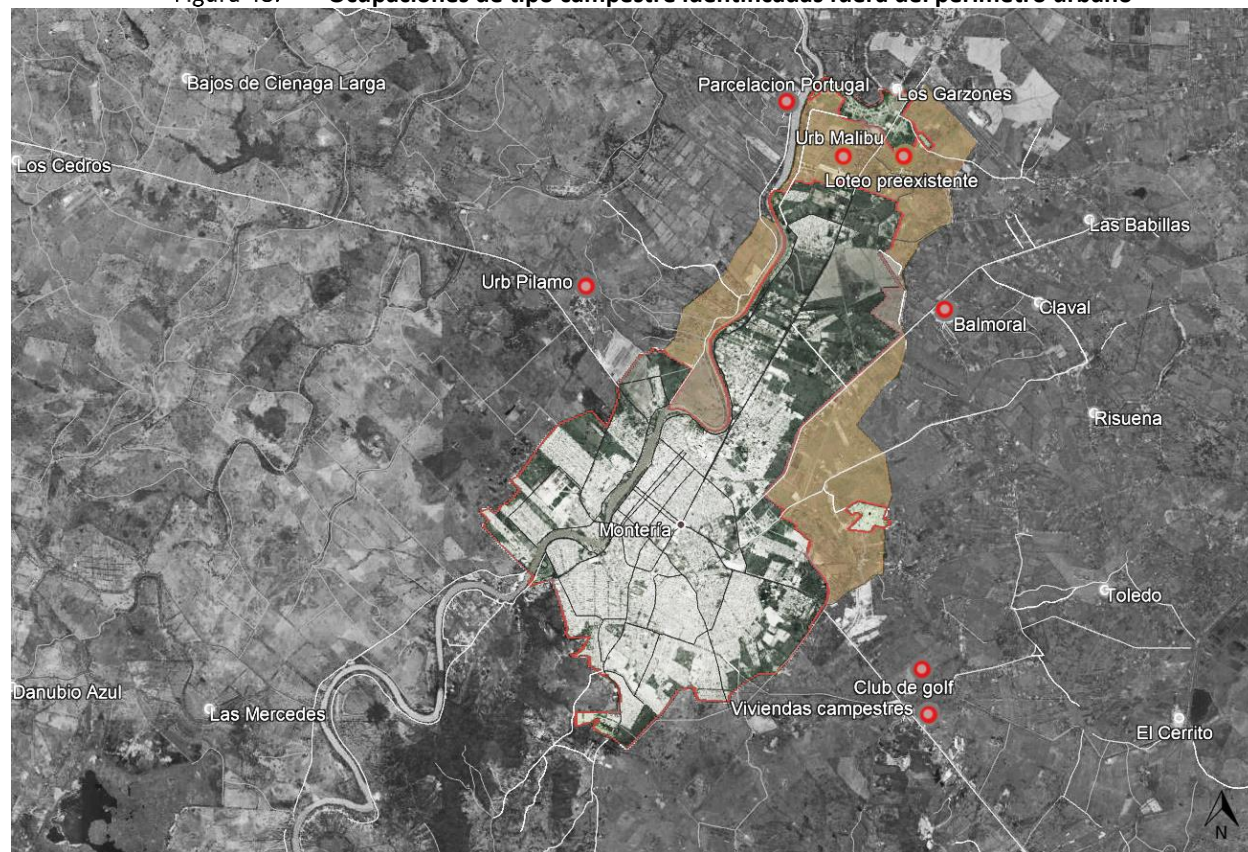 Ocupaciones de tipo campestre identificadas fuera del perímetro urbano
Bajos de Cienaga Larga
Parcelacion Portugal
Los Garzones
Urb Malibu
Los Cedros
Loteo preexistente
Las Babillas
Urb Pilamo
Claval
Balmoral
Risuena
Montería
Toledo
Club de golf
Danubio Azul
Las Mercedes
Viviendas campestres
El Cerrito
N